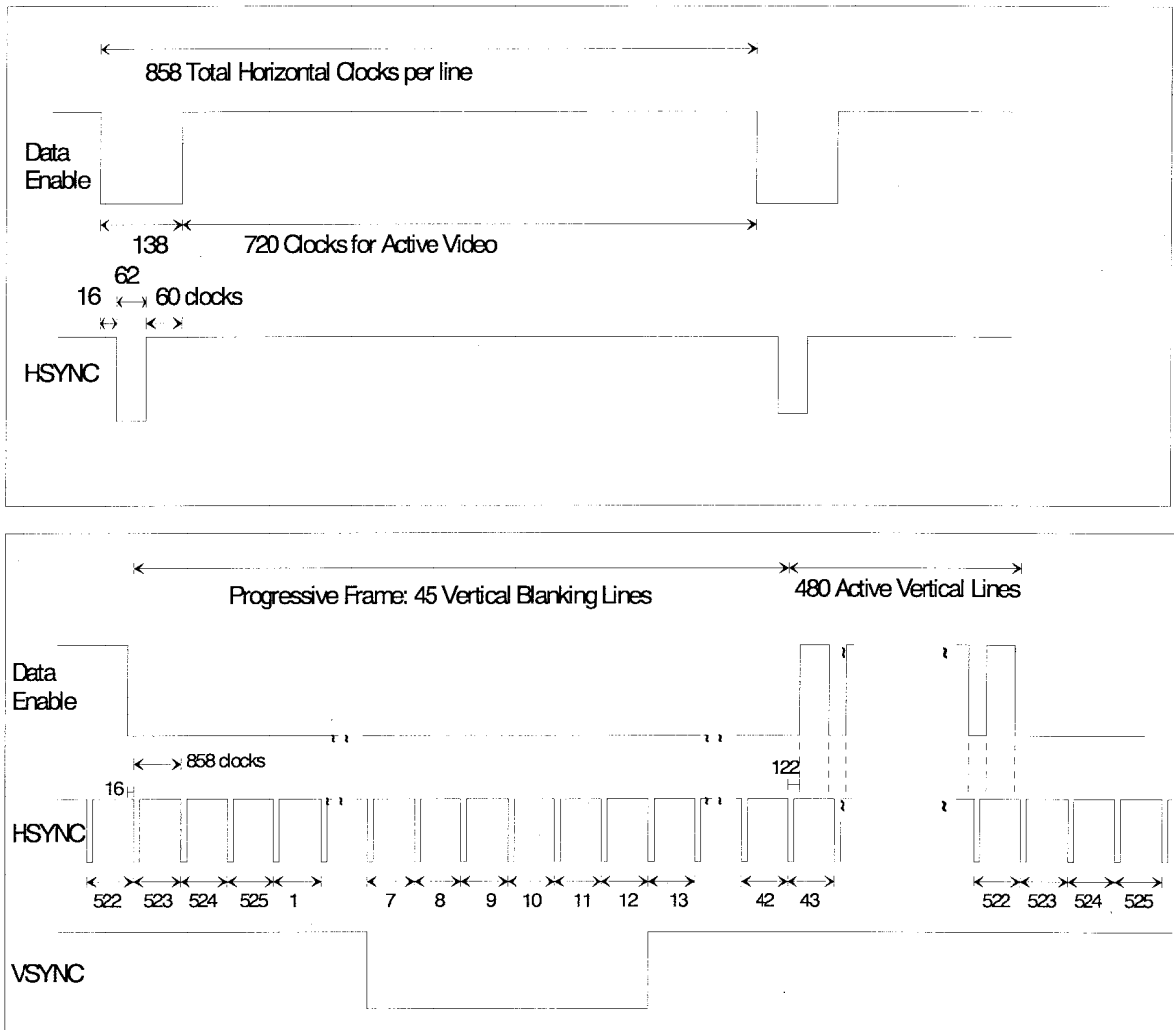 858 Total Horizontal Clocks per line
Data
Enable
138
720 Clocks for Active Video
62
16
60 clocks
HSYNC
Progressive Frame: 45 Vertical Blanking Lines
480 Active Vertical Lines
Data
Enable
858 clocks
16
122
HSYNC
522 523 524 525 1 7 8 9 10 11 12 13 42 43 522 523 524 525
VSYNC